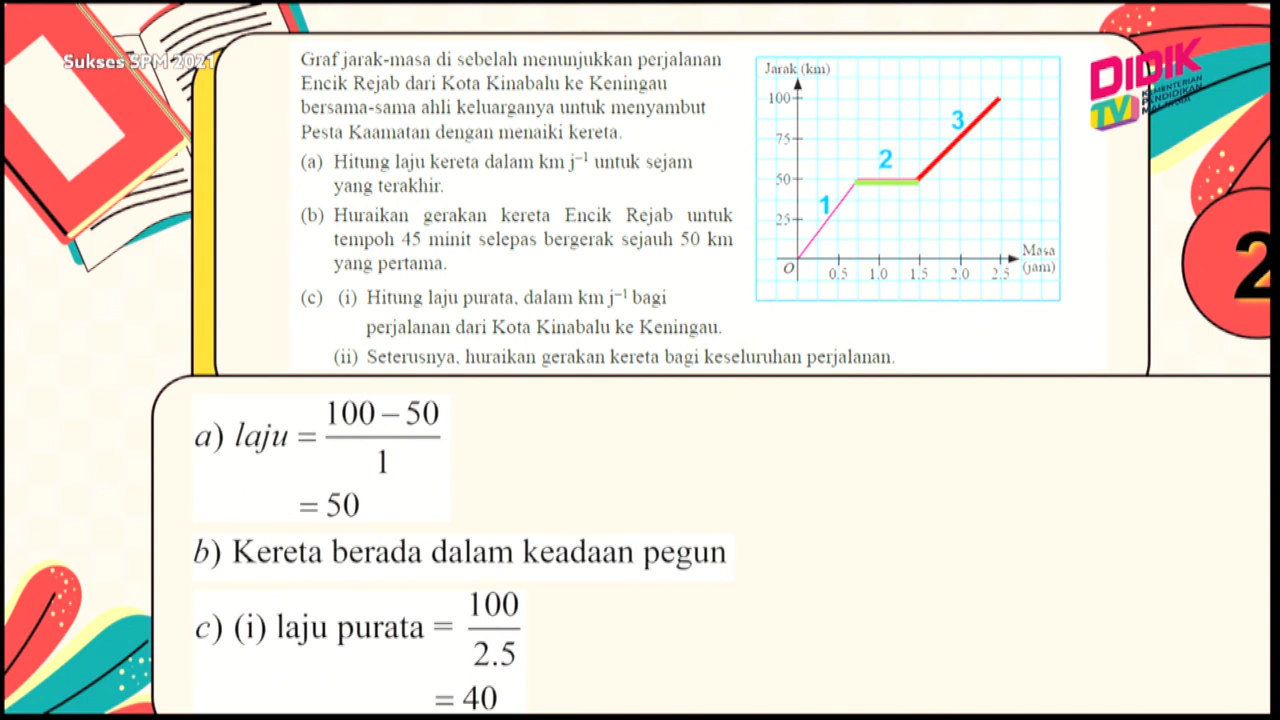 Sukses SPM 2021
Graf jarak-masa di sebelah menunjukkan perjalanan
Encik Rejab dari Kota Kinabalu ke Keningau
bersama-sama ahli keluarganya untuk menyambut
Pesta Kaamatan dengan menaiki kereta.
(a) Hitung laju kereta dalam km j⁻¹ untuk sejam
yang terakhir.
(b) Huraikan gerakan kereta Encik Rejab untuk
tempoh 45 minit selepas bergerak sejauh 50 km
yang pertama.
(c) (i) Hitung laju purata, dalam km j⁻¹ bagi
perjalanan dari Kota Kinabalu ke Keningau.
(ii) Seterusnya, huraikan gerakan kereta bagi keseluruhan perjalanan.
Jarak (km)
100
75
50
25
O
0.5 1.0 1.5 2.0 2.5
Masa
(jam)
1
2
3
DIDIK
TV
KEMENTERIAN
PENDIDIKAN
MALAYSIA
2
a) laju = 100 – 50
1
= 50
b) Kereta berada dalam keadaan pegun
c) (i) laju purata = 100
2.5
= 40